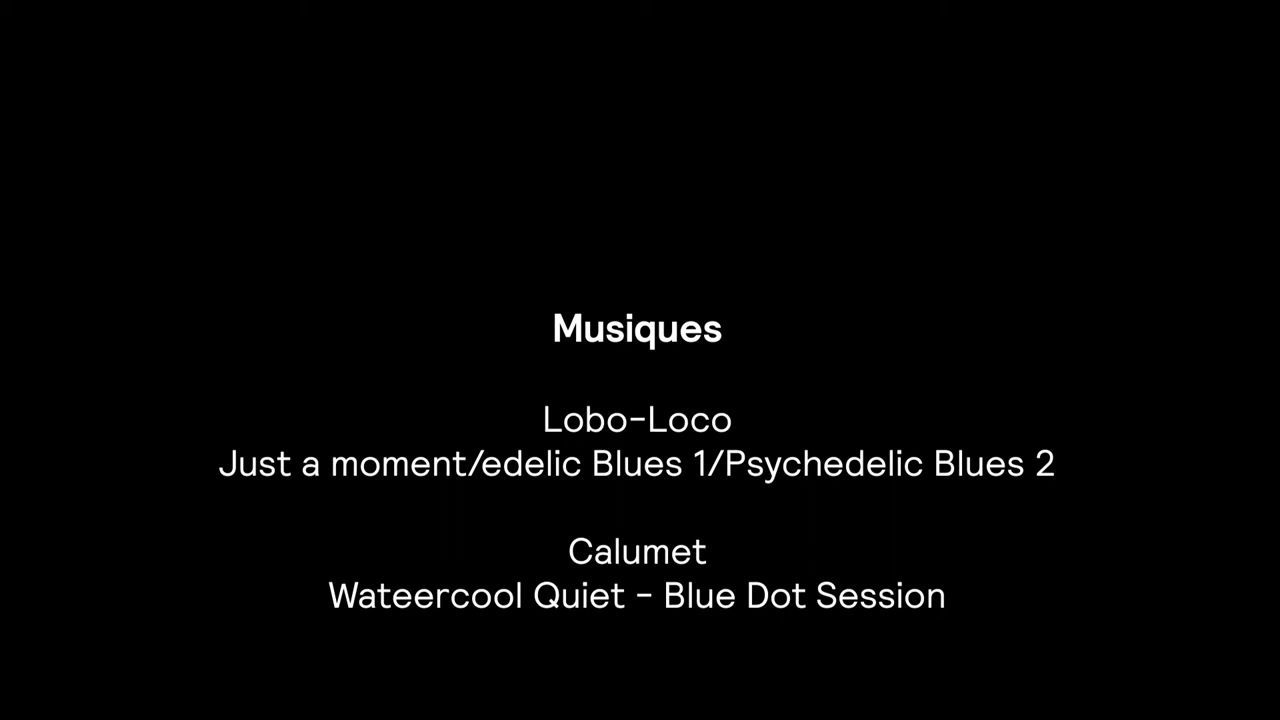 Musiques
Lobo-Loco
Just a moment/edelic Blues 1/Psychedelic Blues 2
Calumet
Wateercool Quiet - Blue Dot Session